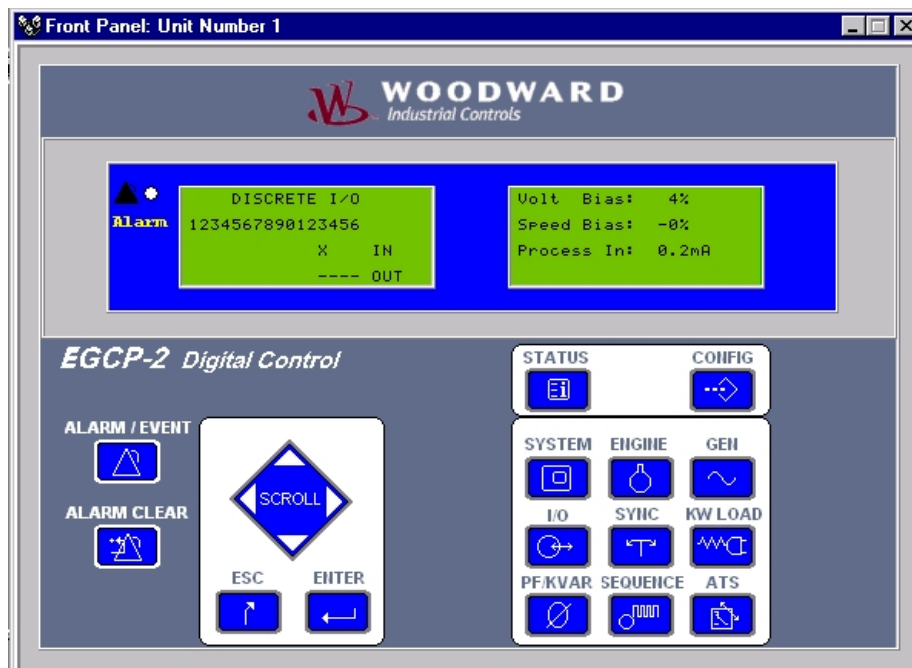 Front Panel: Unit Number 1
WOODWARD
Industrial Controls
Alarm
DISCRETE I/O
1234567890123456
X IN
---- OUT
Volt Bias: 4%
Speed Bias: -0%
Process In: 0.2mA
EGCP-2 Digital Control
STATUS
CONFIG
ALARM / EVENT
ALARM CLEAR
SCROLL
ESC
ENTER
SYSTEM
ENGINE
GEN
I/O
SYNC
KW LOAD
PF/KVAR
SEQUENCE
ATS